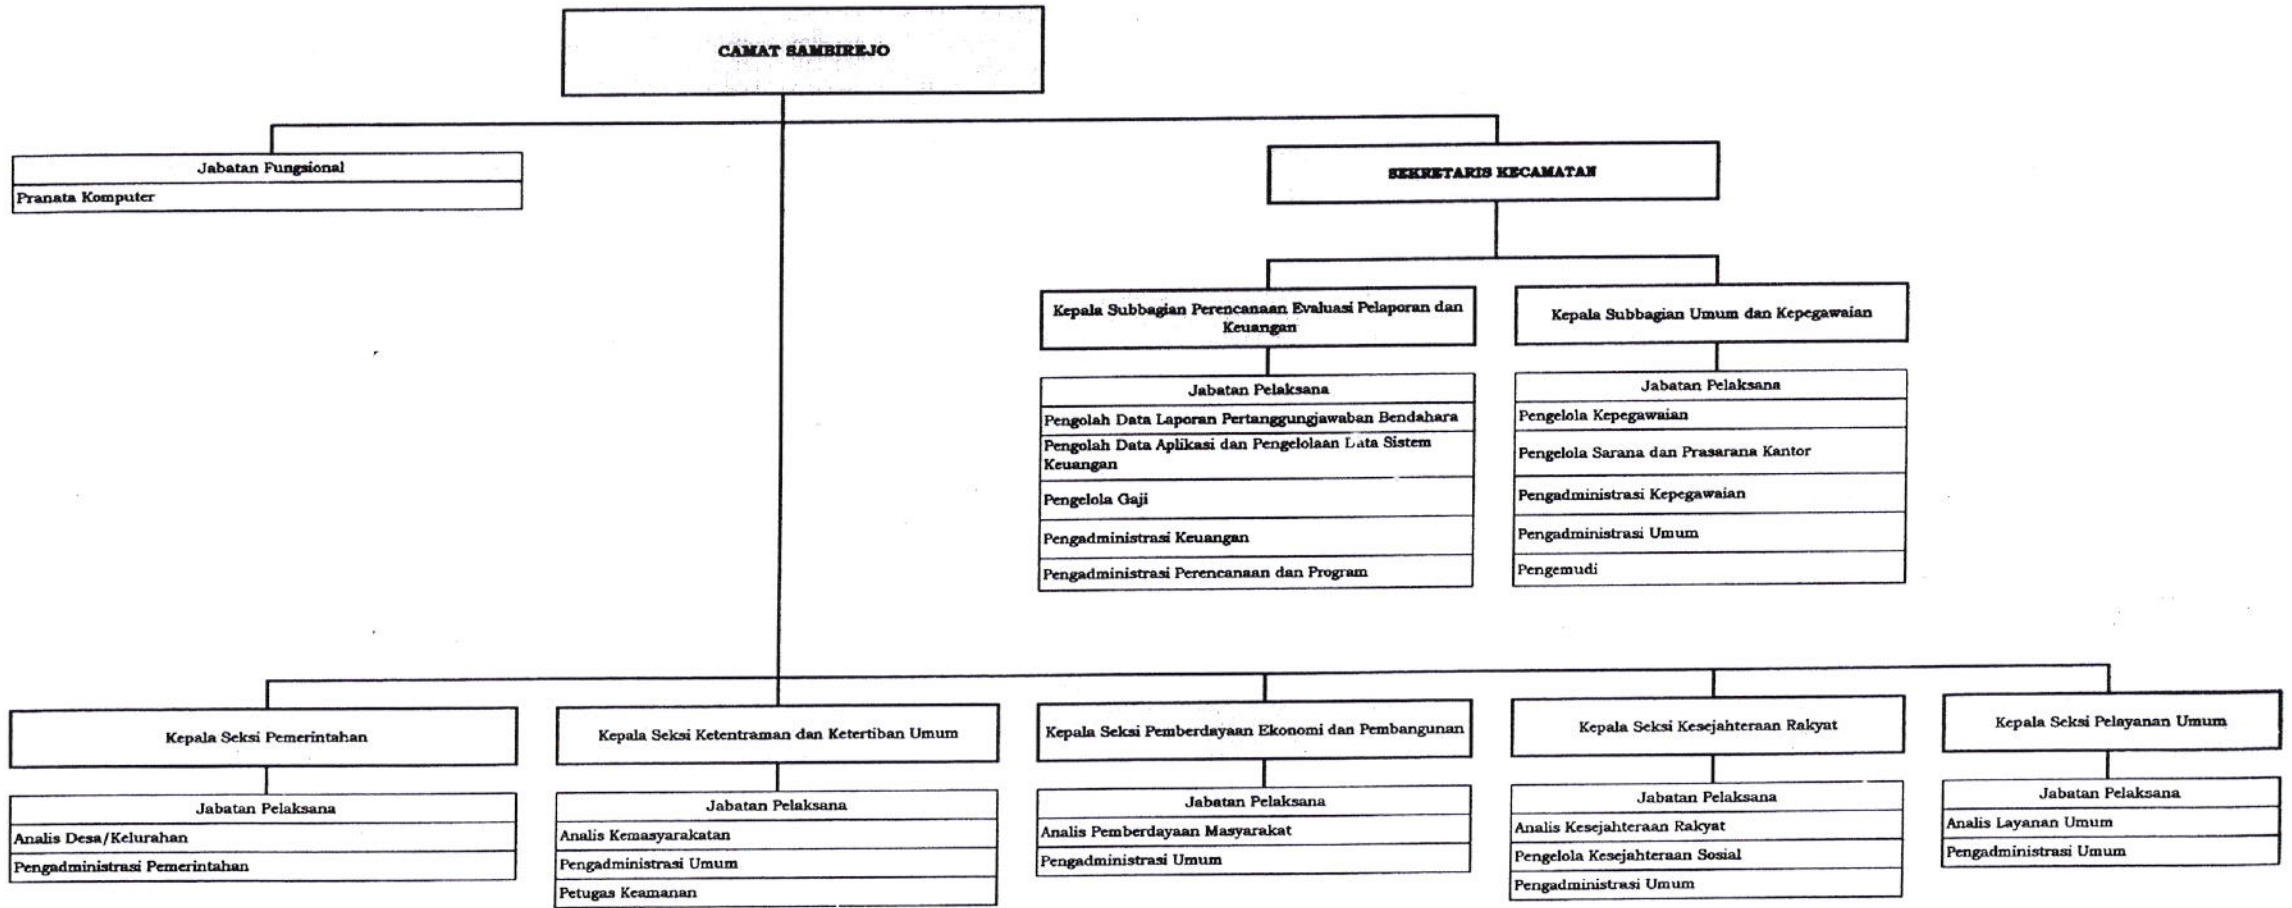 CAMAT SAMBIREJO
Jabatan Fungsional
Pranata Komputer
SEKRETARIS KECAMATAN
Kepala Subbagian Perencanaan Evaluasi Pelaporan dan
Keuangan
Jabatan Pelaksana
Pengolah Data Laporan Pertanggungjawaban Bendahara
Pengolah Data Aplikasi dan Pengelolaan Data Sistem
Keuangan
Pengelola Gaji
Pengadministrasi Keuangan
Pengadministrasi Perencanaan dan Program
Kepala Subbagian Umum dan Kepegawaian
Jabatan Pelaksana
Pengelola Kepegawaian
Pengelola Sarana dan Prasarana Kantor
Pengadministrasi Kepegawaian
Pengadministrasi Umum
Pengemudi
Kepala Seksi Pemerintahan
Jabatan Pelaksana
Analis Desa/Kelurahan
Pengadministrasi Pemerintahan
Kepala Seksi Ketentraman dan Ketertiban Umum
Jabatan Pelaksana
Analis Kemasyarakatan
Pengadministrasi Umum
Petugas Keamanan
Kepala Seksi Pemberdayaan Ekonomi dan Pembangunan
Jabatan Pelaksana
Analis Pemberdayaan Masyarakat
Pengadministrasi Umum
Kepala Seksi Kesejahteraan Rakyat
Jabatan Pelaksana
Analis Kesejahteraan Rakyat
Pengelola Kesejahteraan Sosial
Pengadministrasi Umum
Kepala Seksi Pelayanan Umum
Jabatan Pelaksana
Analis Layanan Umum
Pengadministrasi Umum